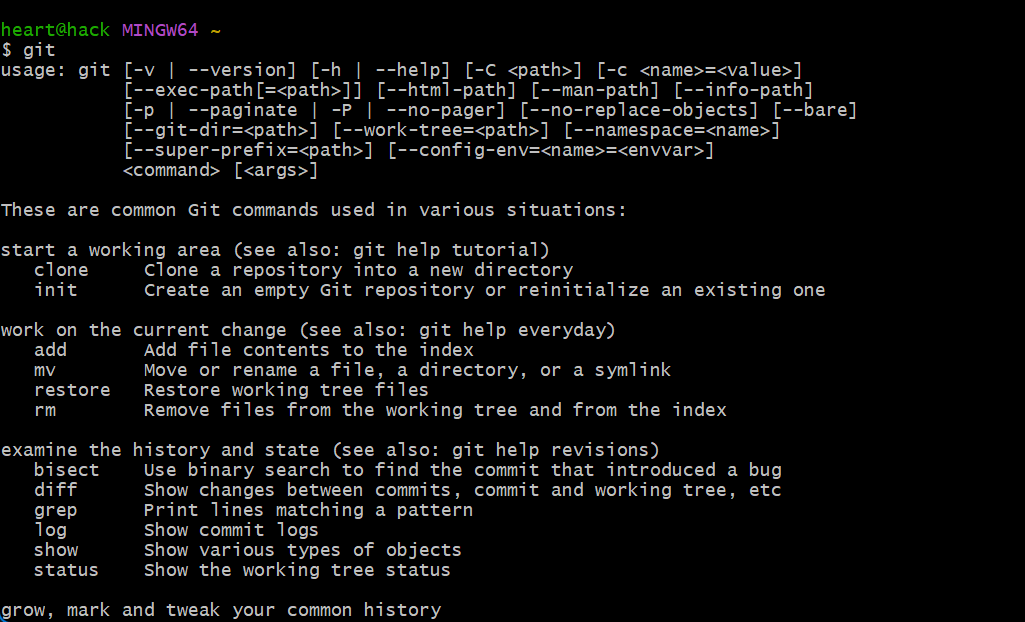 heart@hack MINGW64 ~
$ git
usage: git [-v | --version] [-h | --help] [-C <path>] [-c <name>=<value>]
           [--exec-path[=<path>]] [--html-path] [--man-path] [--info-path]
           [-p | --paginate | -P | --no-pager] [--no-replace-objects] [--bare]
           [--git-dir=<path>] [--work-tree=<path>] [--namespace=<name>]
           [--super-prefix=<path>] [--config-env=<name>=<envvar>]
           <command> [<args>]

These are common Git commands used in various situations:

start a working area (see also: git help tutorial)
   clone     Clone a repository into a new directory
   init      Create an empty Git repository or reinitialize an existing one

work on the current change (see also: git help everyday)
   add       Add file contents to the index
   mv        Move or rename a file, a directory, or a symlink
   restore   Restore working tree files
   rm        Remove files from the working tree and from the index

examine the history and state (see also: git help revisions)
   bisect    Use binary search to find the commit that introduced a bug
   diff      Show changes between commits, commit and working tree, etc
   grep      Print lines matching a pattern
   log       Show commit logs
   show      Show various types of objects
   status    Show the working tree status

grow, mark and tweak your common history